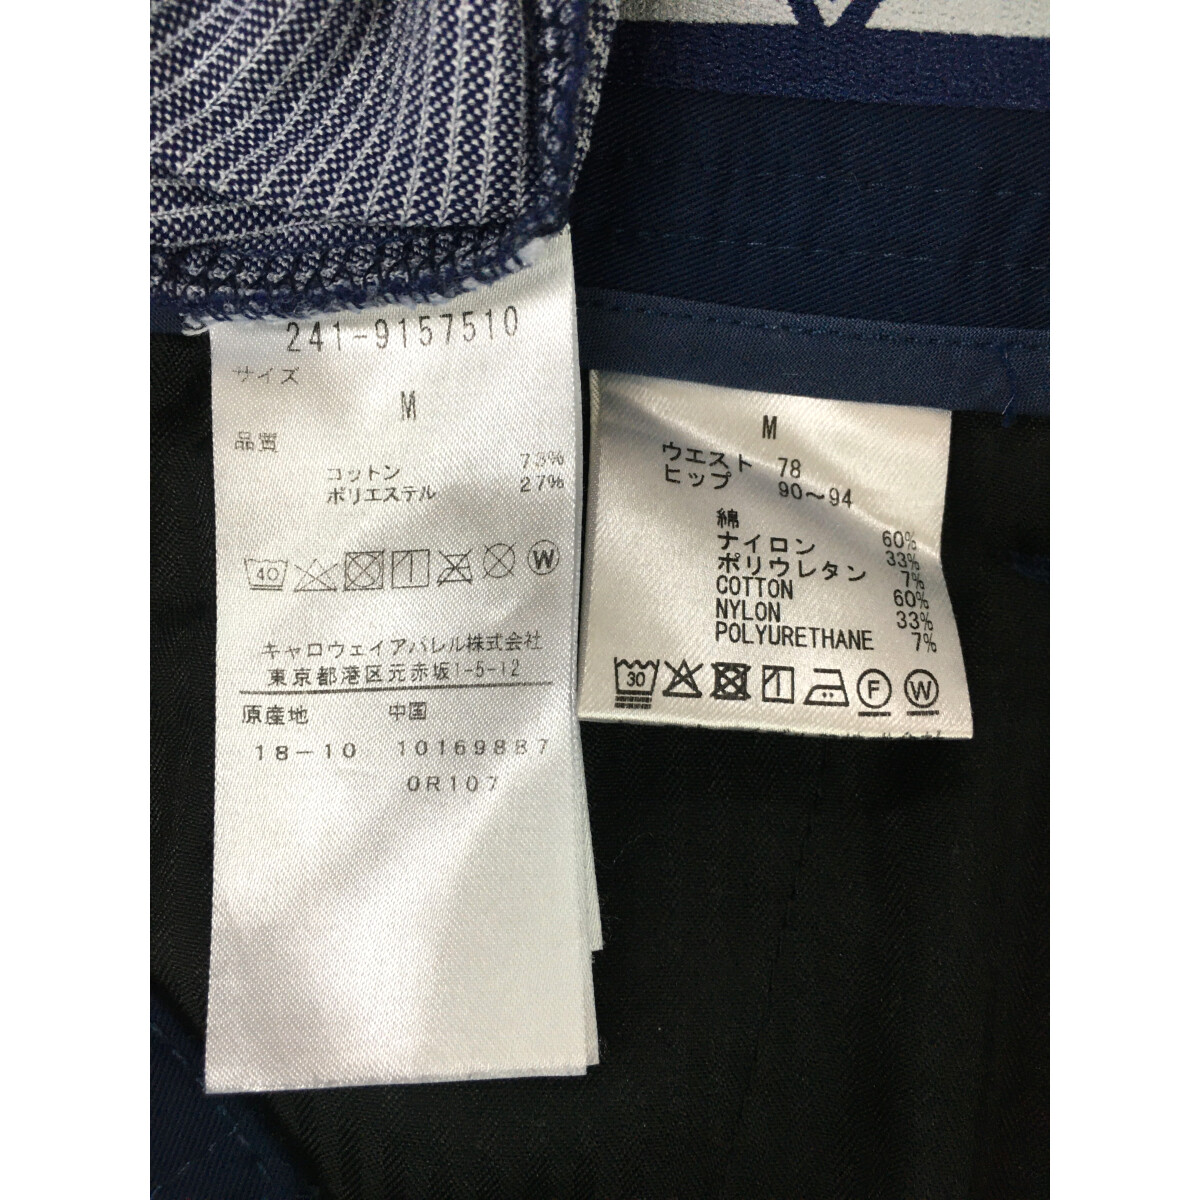 241-9157510
サイズ
M
品質
コットン 73%
ポリエステル 27%
40 W
キャロウェイアパレル株式会社
東京都港区元赤坂1-5-12
原産地 中国
18-10 10169887
0R107
M
ウエスト 78
ヒップ 90～94
綿 60%
ナイロン 33%
ポリウレタン 7%
COTTON 60%
NYLON 33%
POLYURETHANE 7%
30 F W